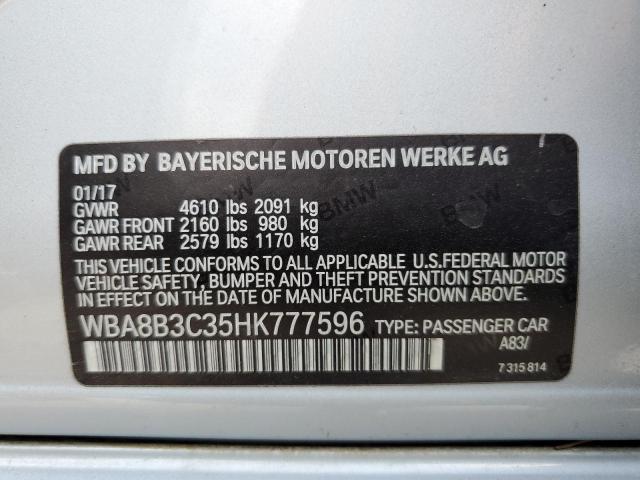 MFD BY BAYERISCHE MOTOREN WERKE AG
01/17
GVWR 4610 lbs 2091 kg
GAWR FRONT 2160 lbs 980 kg
GAWR REAR 2579 lbs 1170 kg
THIS VEHICLE CONFORMS TO ALL APPLICABLE U.S.FEDERAL MOTOR
VEHICLE SAFETY, BUMPER AND THEFT PREVENTION STANDARDS
IN EFFECT ON THE DATE OF MANUFACTURE SHOWN ABOVE.
WBA8B3C35HK777596 TYPE: PASSENGER CAR
A83/
7 315 814
BMW